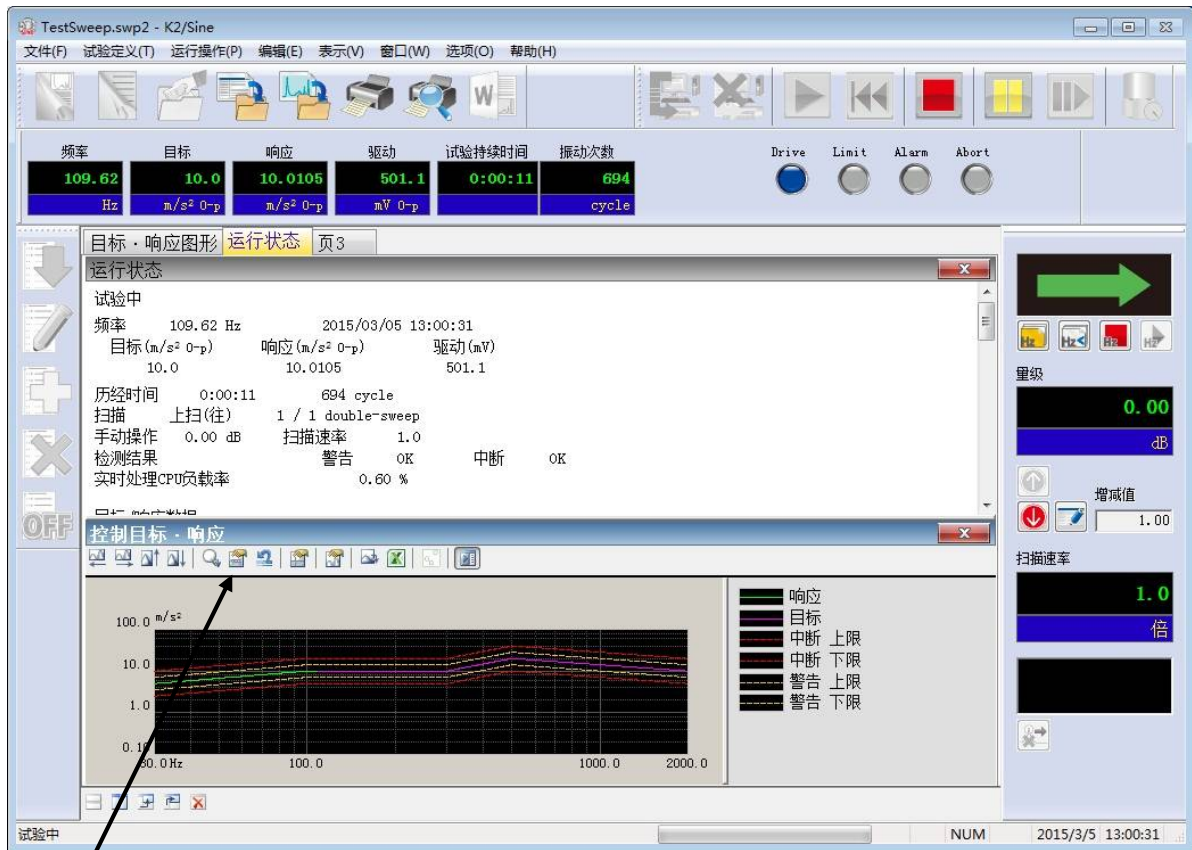 TestSweep.swp2 - K2/Sine
文件(F) 试验定义(T) 运行操作(P) 编辑(E) 表示(V) 窗口(W) 选项(O) 帮助(H)
频率 目标 响应 驱动 试验持续时间 振动次数 Drive Limit Alarm Abort
109.62 10.0 10.0105 501.1 0:00:11 694
Hz m/s² 0-p m/s² 0-p mV 0-p cycle
目标・响应图形 运行状态 页3
运行状态
试验中
频率 109.62 Hz 2015/03/05 13:00:31
目标(m/s² 0-p) 响应(m/s² 0-p) 驱动(mV)
10.0 10.0105 501.1
历经时间 0:00:11 694 cycle
扫描 上扫(往) 1 / 1 double-sweep
手动操作 0.00 dB 扫描速率 1.0
检测结果 警告 OK 中断 OK
实时处理CPU负载率 0.60 %
控制目标・响应
100.0 m/s²
10.0
1.0
0.10
100.0 1000.0 2000.0
响应
目标
中断 上限
中断 下限
警告 上限
警告 下限
OFF
Hz Hz Hz Hz
量级
0.00
dB
增减值
1.00
扫描速率
1.0
倍
试验中 NUM 2015/3/5 13:00:31